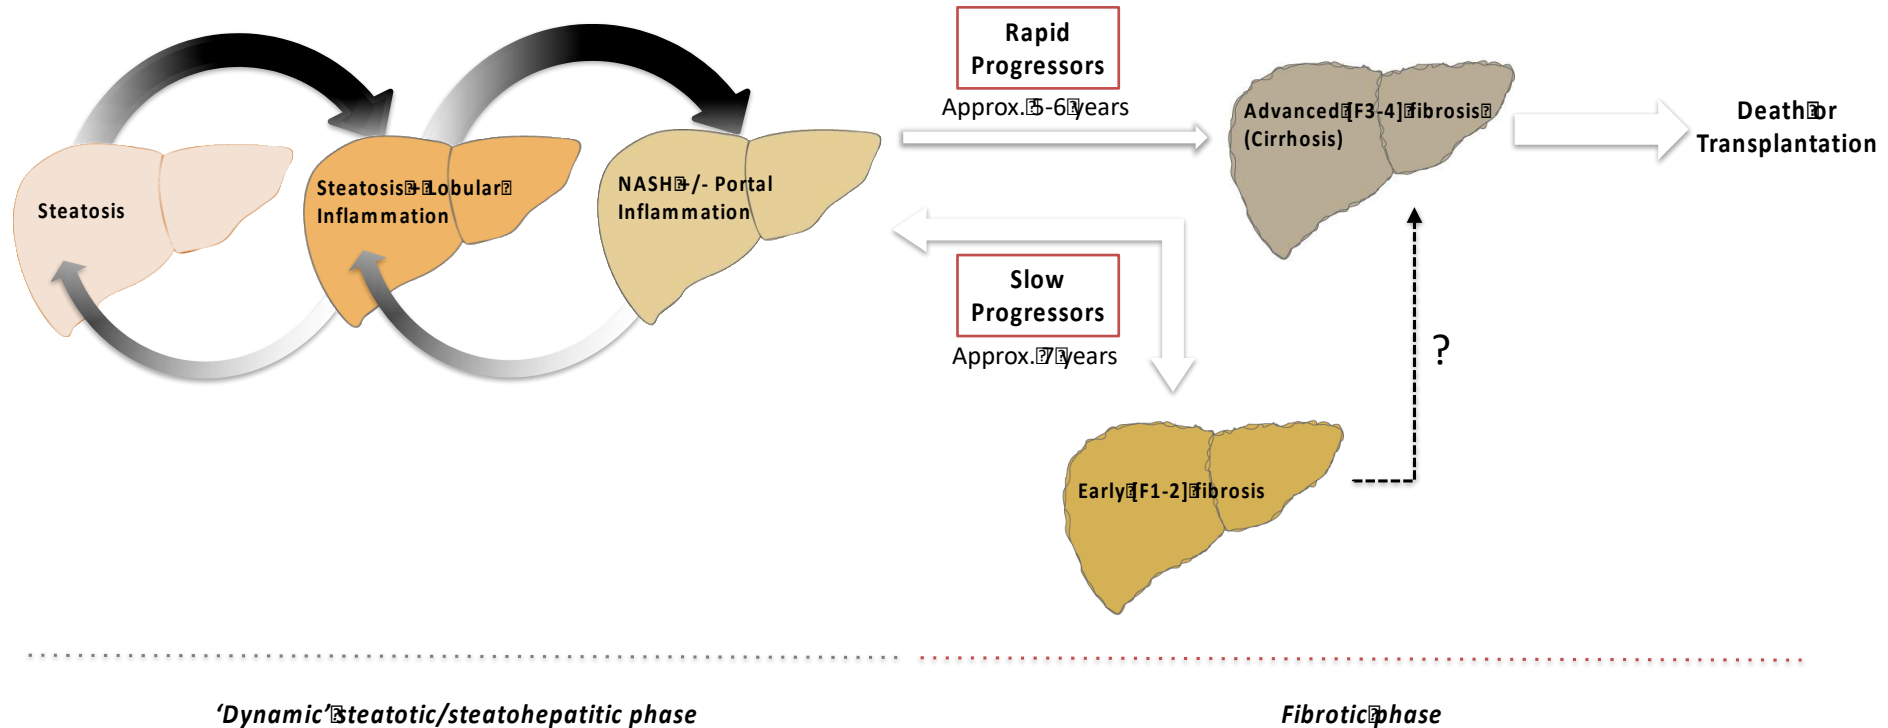 Rapid
Progressors
Approx. 5-6 years
Advanced [F3-4] fibrosis
(Cirrhosis)
Death or
Transplantation
Steatosis
Steatosis + Lobular
Inflammation
NASH +/- Portal
Inflammation
Slow
Progressors
Approx. 7 years
?
Early [F1-2] fibrosis
‘Dynamic’ steatotic/steatohepatitic phase
Fibrotic phase